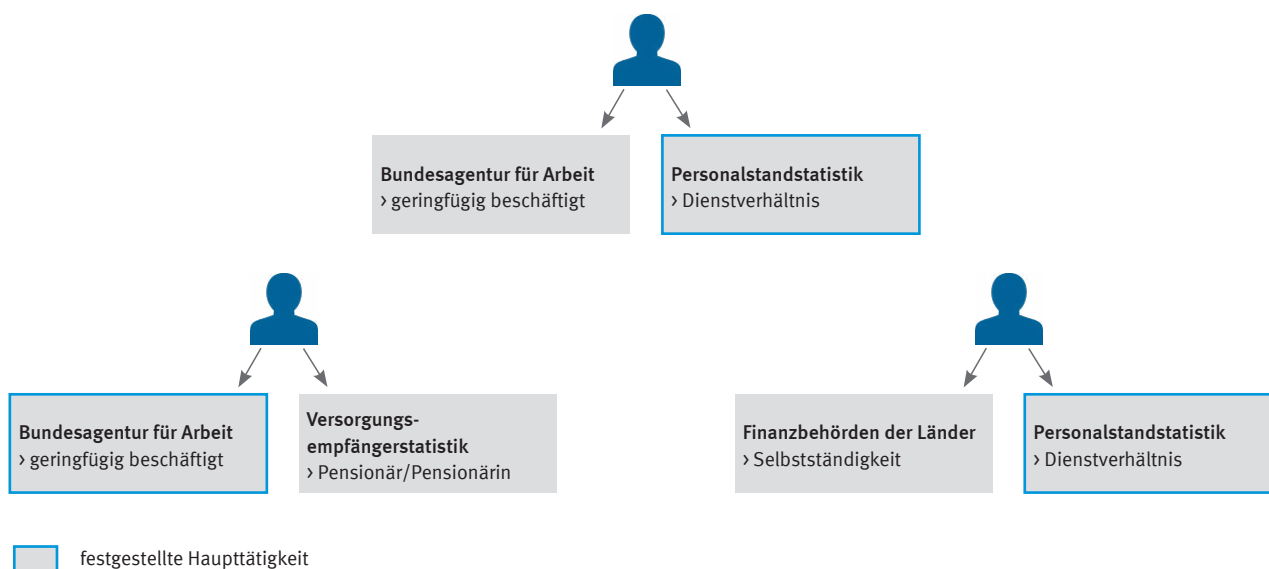 Bundesagentur für Arbeit
› geringfügig beschäftigt
Personalstandstatistik
› Dienstverhältnis
Bundesagentur für Arbeit
› geringfügig beschäftigt
Versorgungs-
empfängerstatistik
› Pensionär/Pensionärin
Finanzbehörden der Länder
› Selbstständigkeit
Personalstandstatistik
› Dienstverhältnis
festgestellte Haupttätigkeit